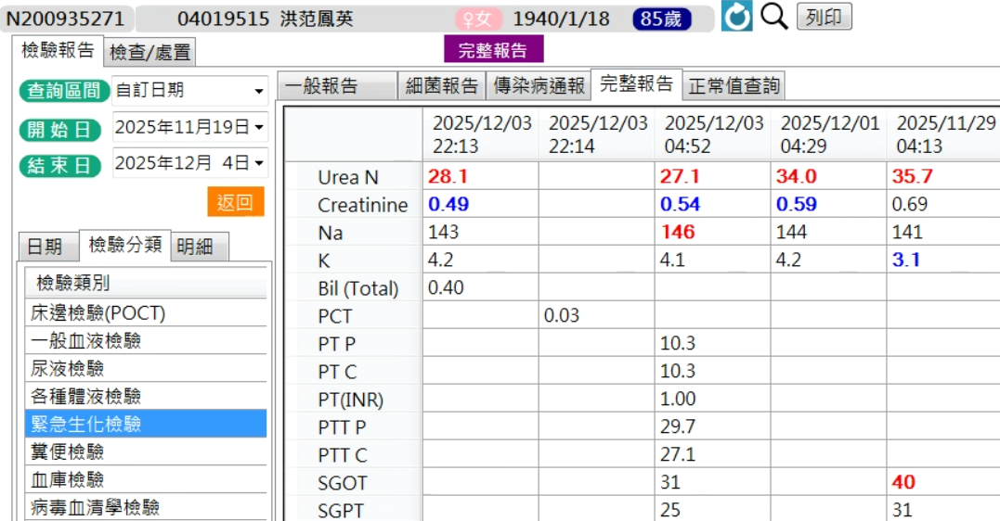 N200935271 04019515 洪范鳳英 ♀女 1940/1/18 85歲 列印
檢驗報告 檢查/處置 完整報告
查詢區間 自訂日期
開始日 2025年11月19日
結束日 2025年12月 4日
返回
日期 檢驗分類 明細
檢驗類別
床邊檢驗(POCT)
一般血液檢驗
尿液檢驗
各種體液檢驗
緊急生化檢驗
糞便檢驗
血庫檢驗
病毒血清學檢驗
一般報告 細菌報告 傳染病通報 完整報告 正常值查詢
2025/12/03 2025/12/03 2025/12/03 2025/12/01 2025/11/29
22:13 22:14 04:52 04:29 04:13
Urea N 28.1 27.1 34.0 35.7
Creatinine 0.49 0.54 0.59 0.69
Na 143 146 144 141
K 4.2 4.1 4.2 3.1
Bil (Total) 0.40
PCT 0.03
PT P 10.3
PT C 10.3
PT(INR) 1.00
PTT P 29.7
PTT C 27.1
SGOT 31 40
SGPT 25 31